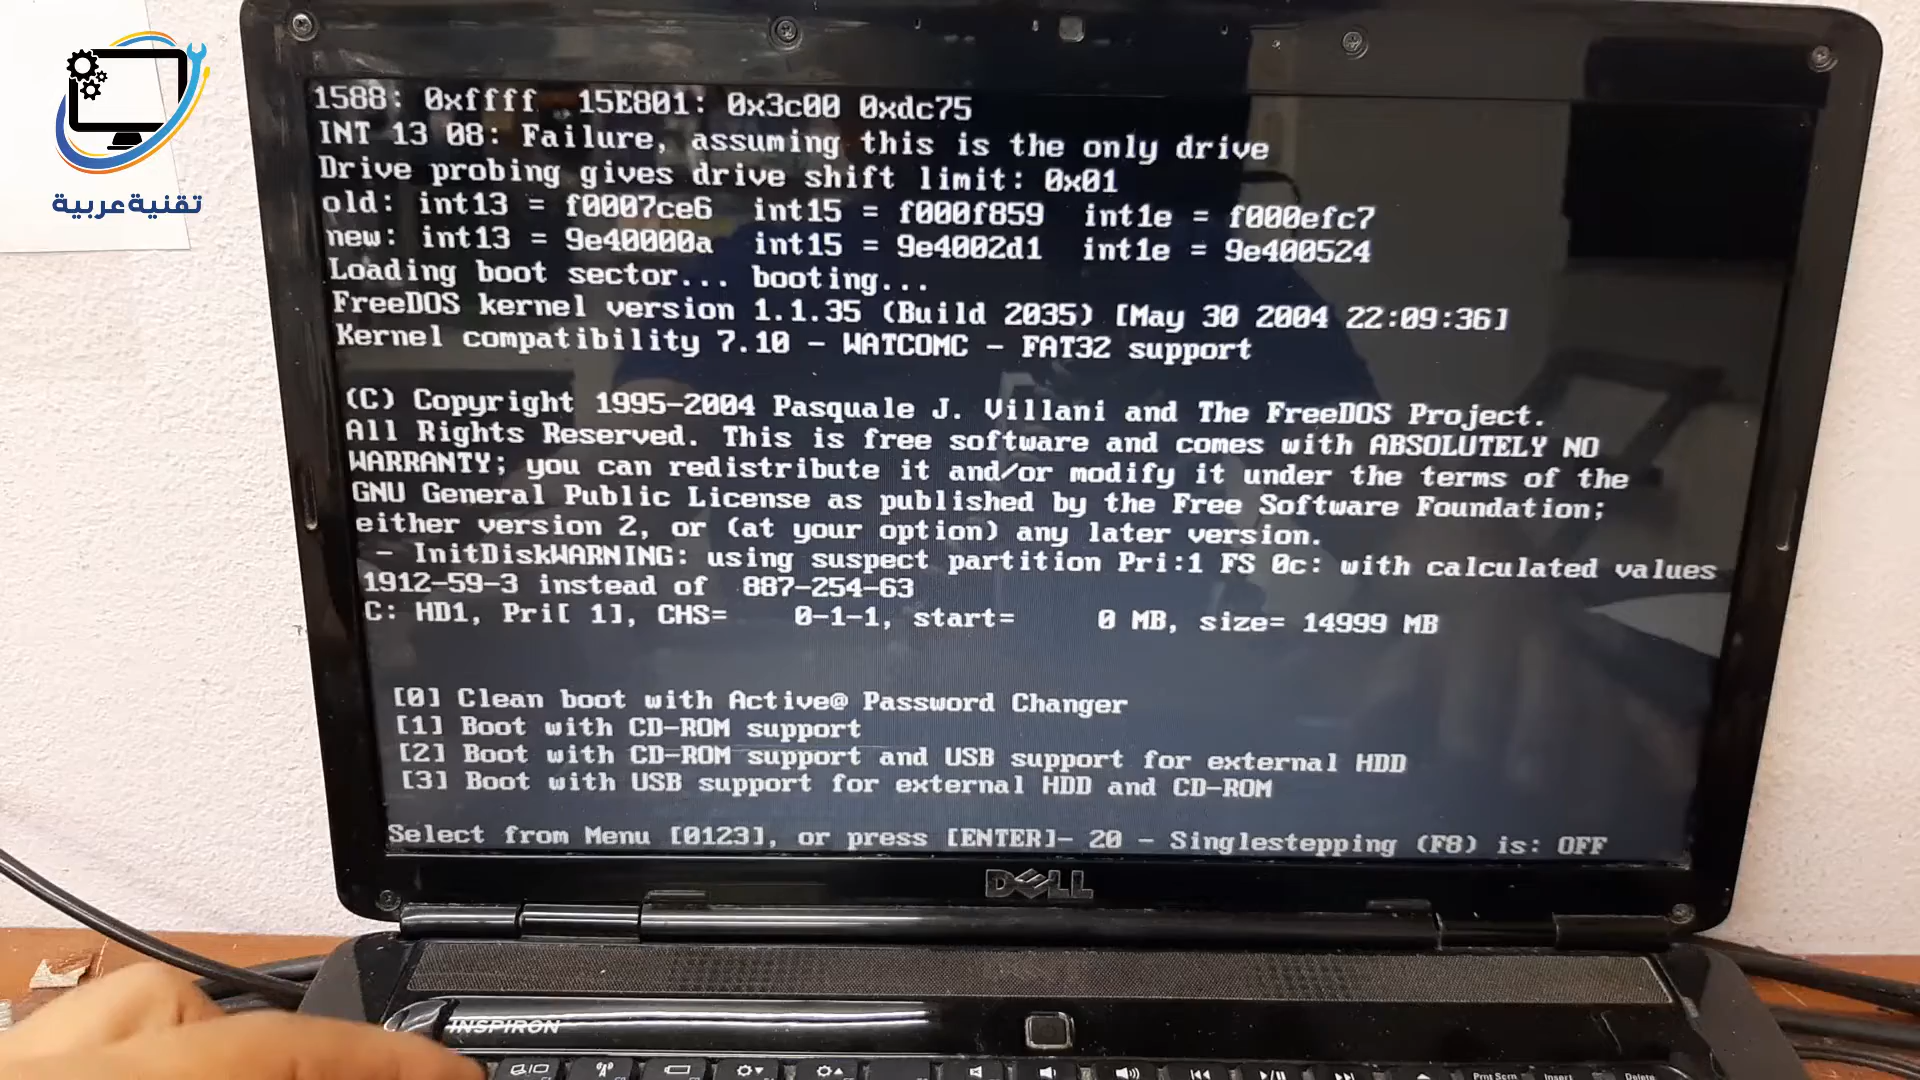 تقنية عربية
1588: 0xffff 15E801: 0x3c00 0xdc75
INT 13 08: Failure, assuming this is the only drive
Drive probing gives drive shift limit: 0x01
old: int13 = f0007ce6 int15 = f000f859 int1e = f000efc7
new: int13 = 9e40000a int15 = 9e4002d1 int1e = 9e400524
Loading boot sector... booting...
FreeDOS kernel version 1.1.35 (Build 2035) [May 30 2004 22:09:36]
Kernel compatibility 7.10 - WATCOMC - FAT32 support
(C) Copyright 1995-2004 Pasquale J. Villani and The FreeDOS Project.
All Rights Reserved. This is free software and comes with ABSOLUTELY NO
WARRANTY; you can redistribute it and/or modify it under the terms of the
GNU General Public License as published by the Free Software Foundation;
either version 2, or (at your option) any later version.
- InitDiskWARNING: using suspect partition Pri:1 FS 0c: with calculated values
1912-59-3 instead of 887-254-63
C: HD1, Pri[ 1], CHS= 0-1-1, start= 0 MB, size= 14999 MB
[0] Clean boot with Active@ Password Changer
[1] Boot with CD-ROM support
[2] Boot with CD-ROM support and USB support for external HDD
[3] Boot with USB support for external HDD and CD-ROM
Select from Menu [0123], or press [ENTER]- 20 - Singlestepping (F8) is: OFF
DELL
INSPIRON
Prnt Scrn Insert Delete